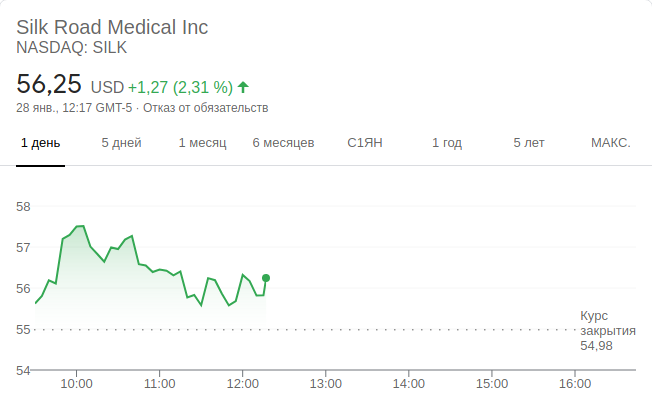 Silk Road Medical Inc
NASDAQ: SILK
56,25 USD +1,27 (2,31 %)
28 янв., 12:17 GMT-5 · Отказ от обязательств
1 день 5 дней 1 месяц 6 месяцев С1ЯН 1 год 5 лет МАКС.
58
57
56
55
Курс
закрытия
54,98
54
10:00 11:00 12:00 13:00 14:00 15:00 16:00